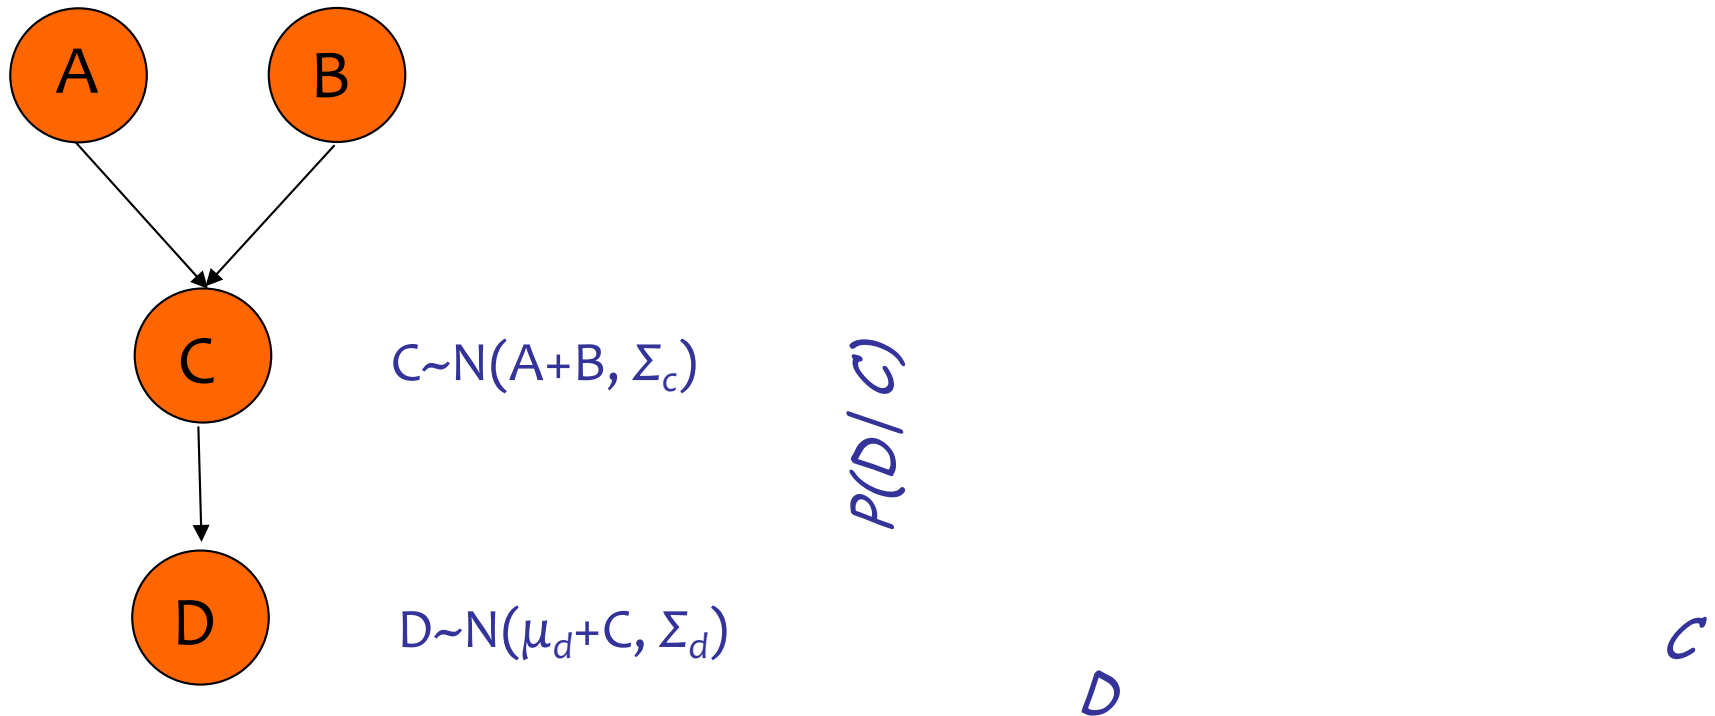 A
B
C
C~N(A+B, Σc)
P(D| C)
D
D~N(μd+C, Σd)
C
D